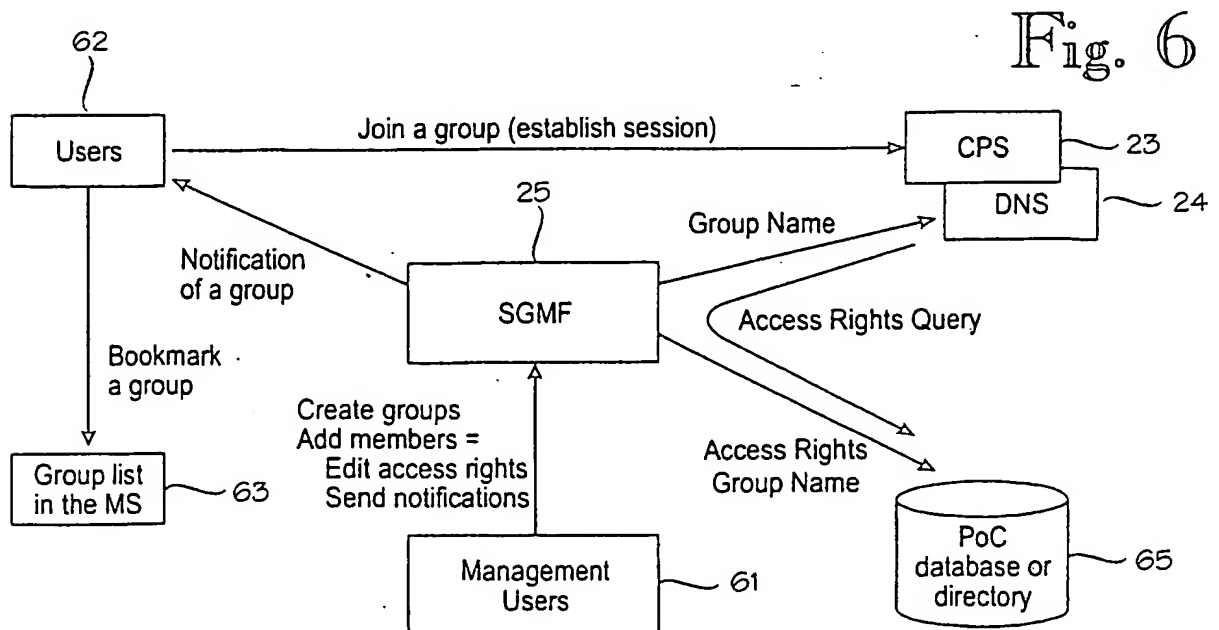 Fig. 6
62
Users
Join a group (establish session)
CPS
23
DNS
24
25
Group Name
Notification
of a group
SGMF
Access Rights Query
Bookmark
a group
Create groups
Add members =
Edit access rights
Send notifications
Access Rights
Group Name
Group list
in the MS
63
Management
Users
61
PoC
database or
directory
65